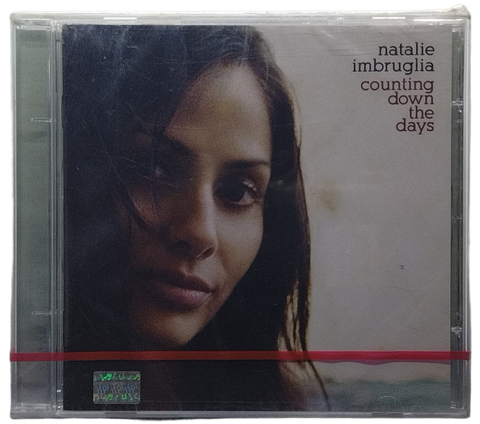 natalie
imbruglia
counting
down
the
days